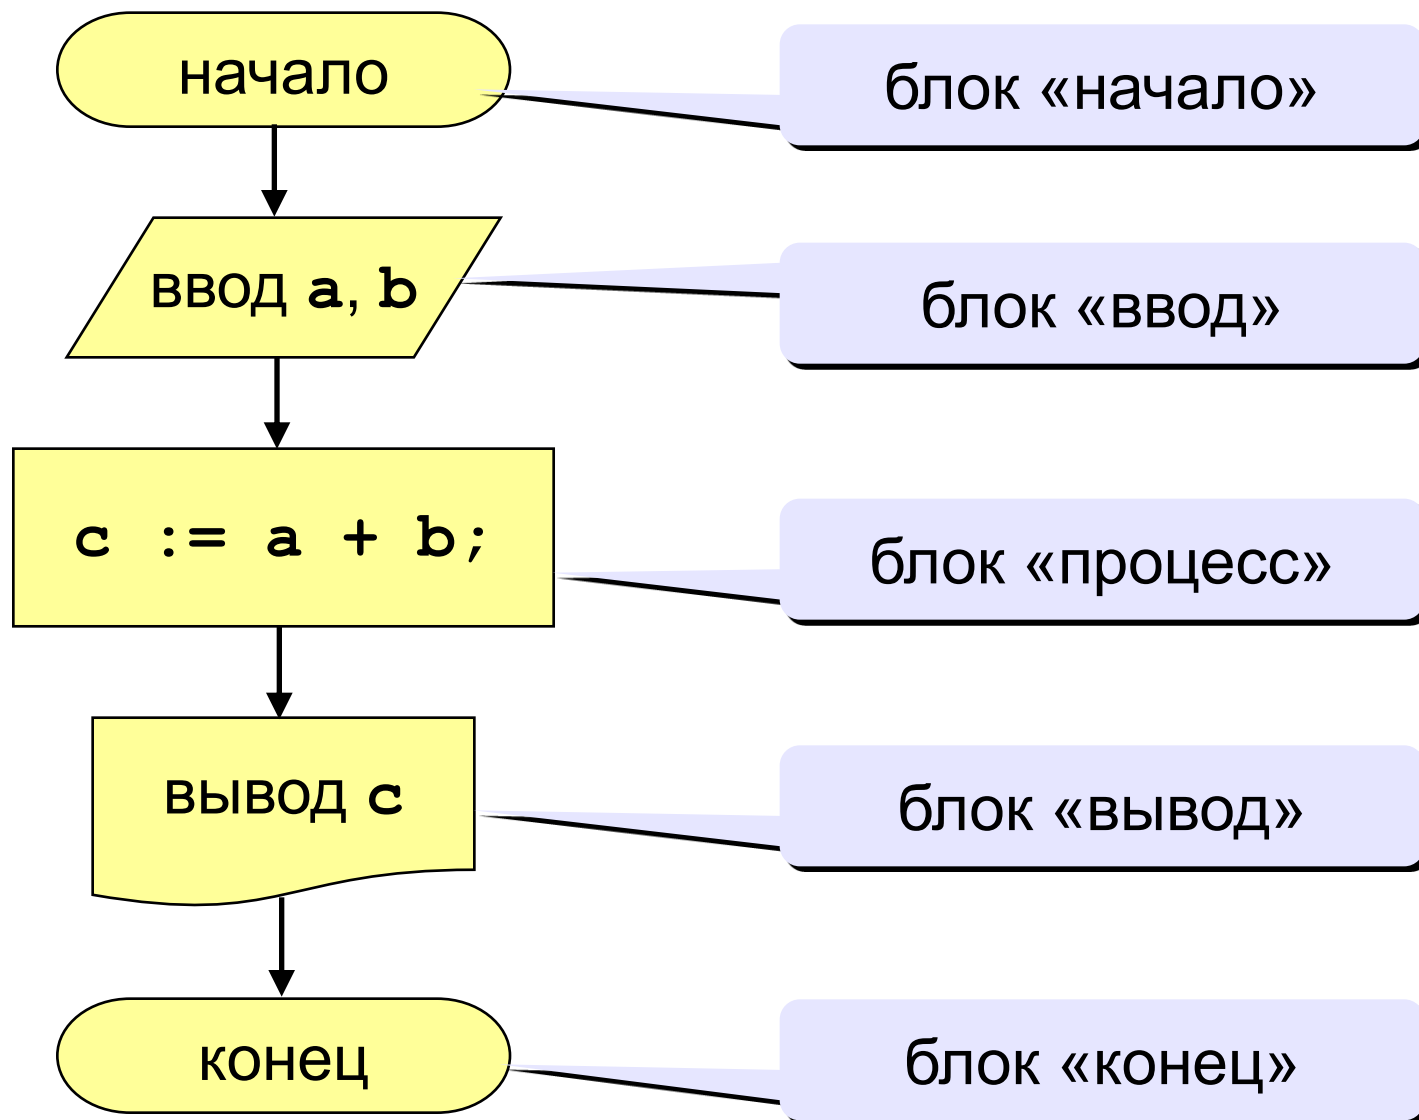 начало
блок «начало»
ввод a, b
блок «ввод»
c := a + b;
блок «процесс»
вывод c
блок «вывод»
конец
блок «конец»